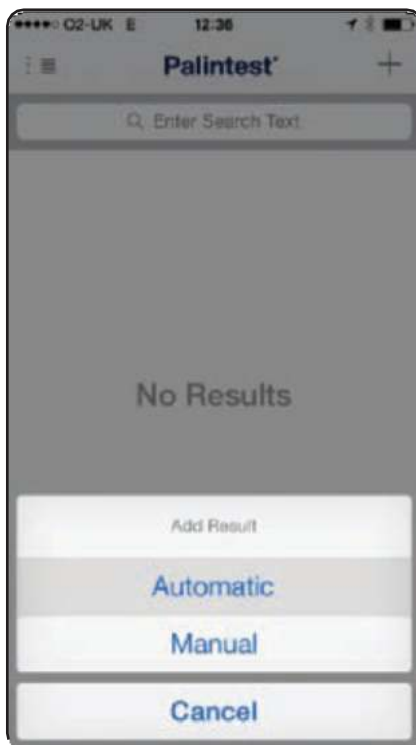 O2-UK E 12:36
Palintest
Enter Search Text
No Results
Add Result
Automatic
Manual
Cancel